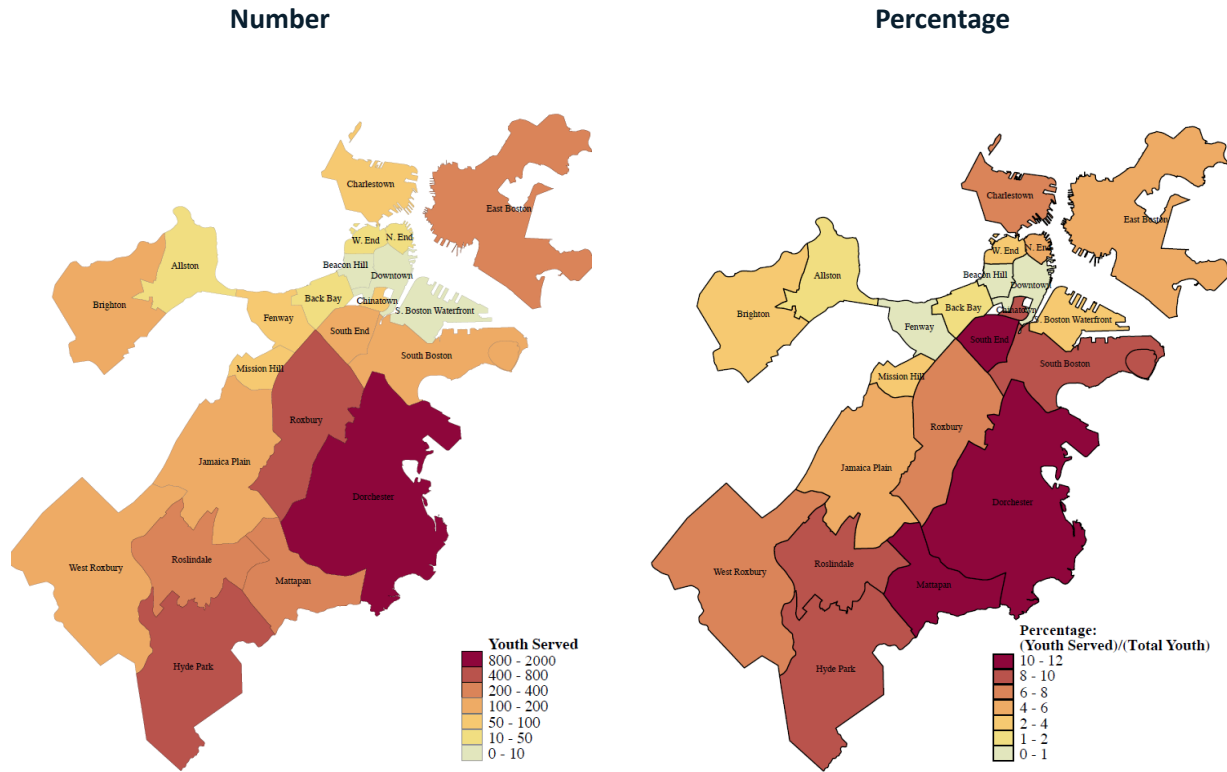 Number
Charlestown
East Boston
W. End
N. End
Allston
Beacon Hill
Downtown
Brighton
Back Bay
Chinatown
Fenway
S. Boston Waterfront
South End
South Boston
Mission Hill
Roxbury
Jamaica Plain
Dorchester
West Roxbury
Roslindale
Mattapan
Hyde Park
Youth Served
800 - 2000
400 - 800
200 - 400
100 - 200
50 - 100
10 - 50
0 - 10
Percentage
Charlestown
East Boston
W. End
N. End
Allston
Beacon Hill
Downtown
Brighton
Back Bay
Chinatown
Fenway
S. Boston Waterfront
South End
South Boston
Mission Hill
Roxbury
Jamaica Plain
Dorchester
West Roxbury
Roslindale
Mattapan
Hyde Park
Percentage:
(Youth Served)/(Total Youth)
10 - 12
8 - 10
6 - 8
4 - 6
2 - 4
1 - 2
0 - 1